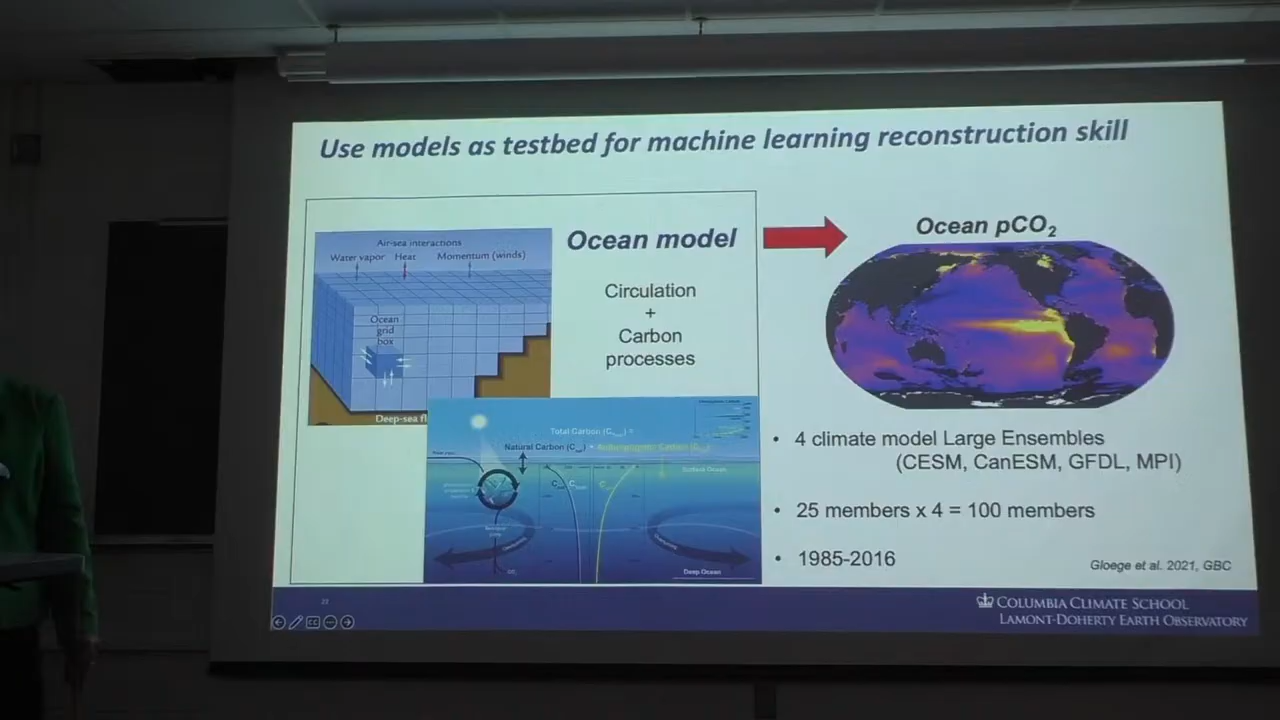 Use models as testbed for machine learning reconstruction skill
Air-sea interactions
Water vapor Heat Momentum (winds)
Ocean
grid
box
Deep-sea fl
Ocean model
Circulation
+
Carbon
processes
Total Carbon (C
Natural Carbon (C
Surface Ocean
Deep Ocean
Ocean pCO₂
• 4 climate model Large Ensembles
(CESM, CanESM, GFDL, MPI)
• 25 members x 4 = 100 members
• 1985-2016
Gloege et al. 2021, GBC
22
COLUMBIA CLIMATE SCHOOL
LAMONT-DOHERTY EARTH OBSERVATORY